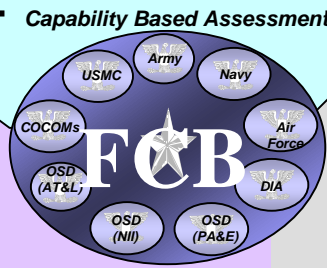 Capability Based Assessment
Army
USMC
Navy
COCOMs
Air
Force
FCB
OSD
(AT&L)
DIA
OSD
(NII)
OSD
(PA&E)